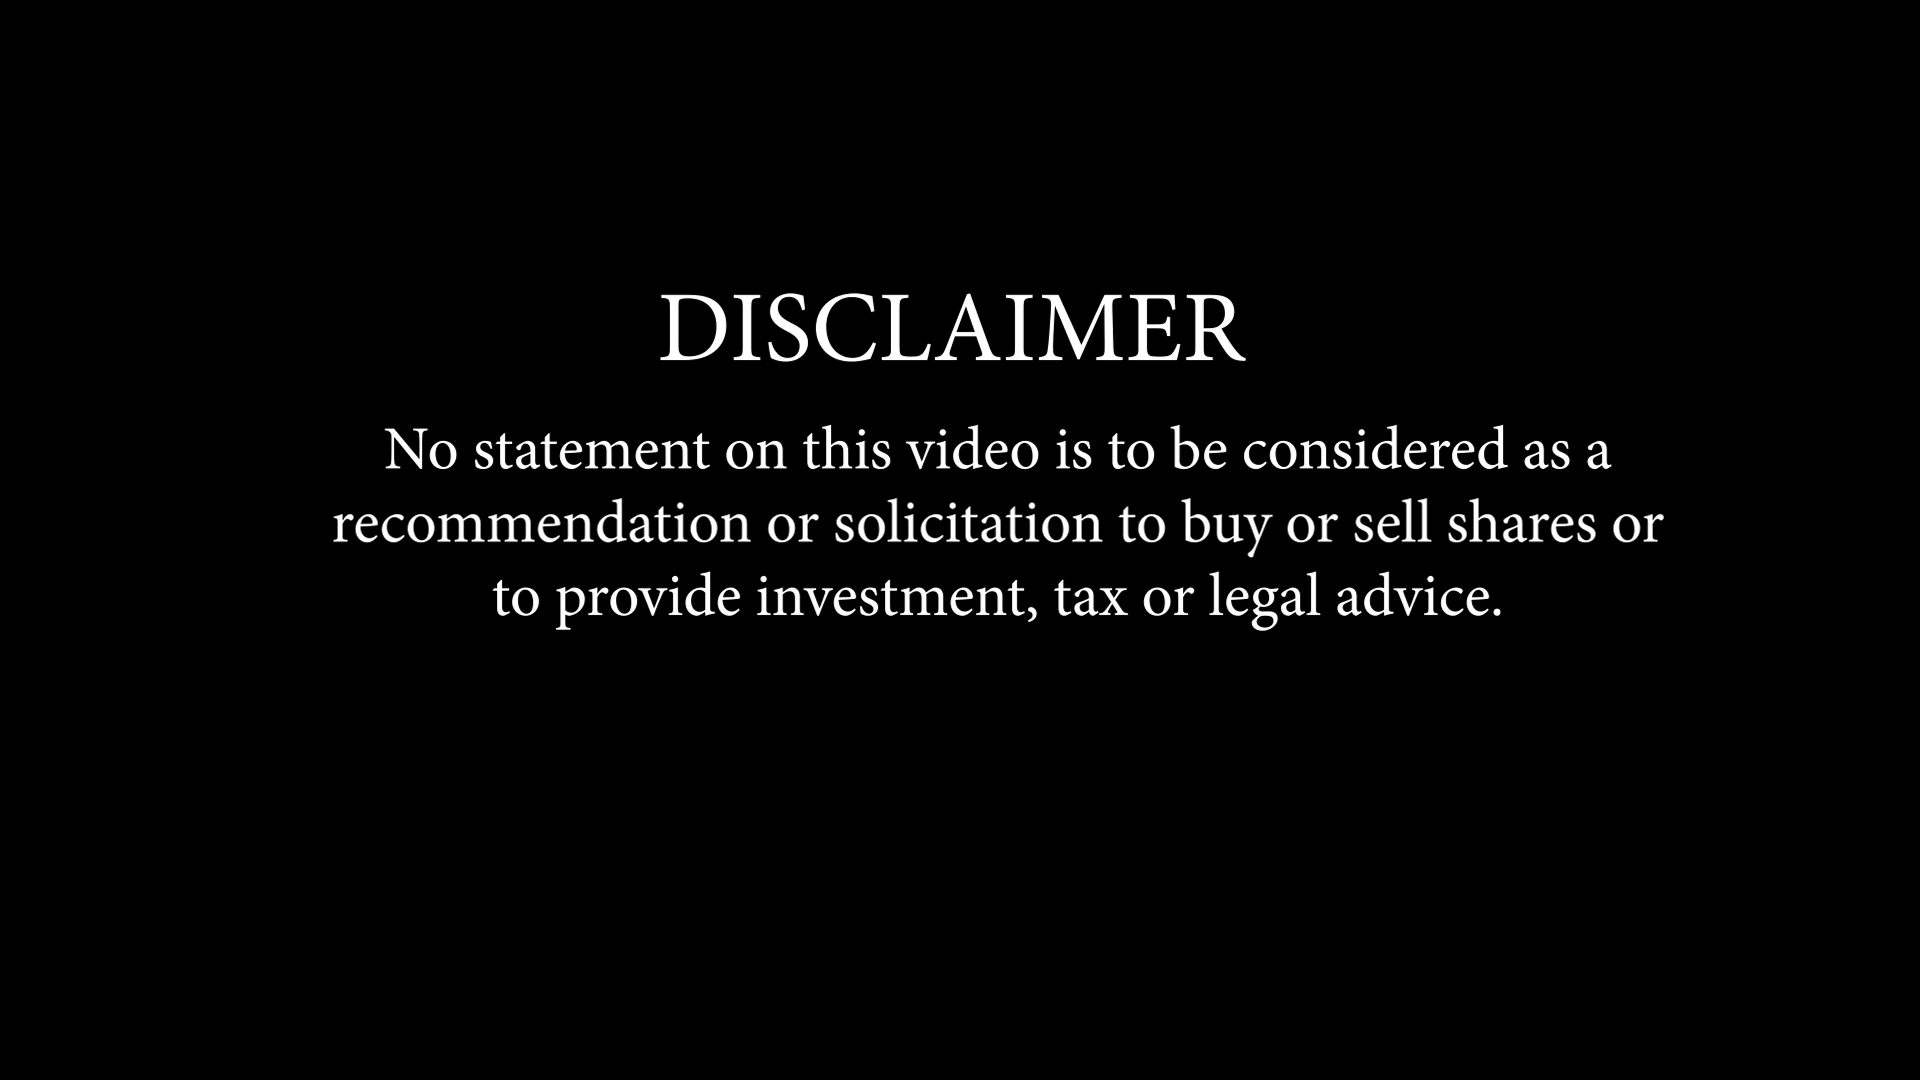 DISCLAIMER
No statement on this video is to be considered as a
recommendation or solicitation to buy or sell shares or
to provide investment, tax or legal advice.